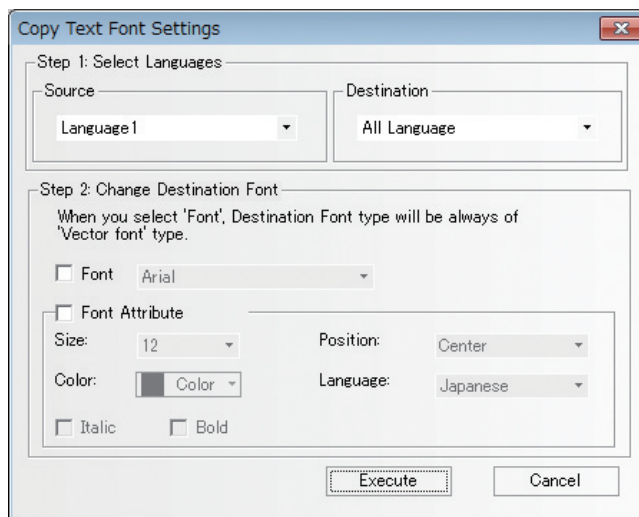 Copy Text Font Settings
Step 1: Select Languages
Source
Destination
Language1
All Language
Step 2: Change Destination Font
When you select 'Font', Destination Font type will be always of
'Vector font' type.
Font
Arial
Font Attribute
Size:
12
Position:
Center
Color:
Color
Language:
Japanese
Italic
Bold
Execute
Cancel